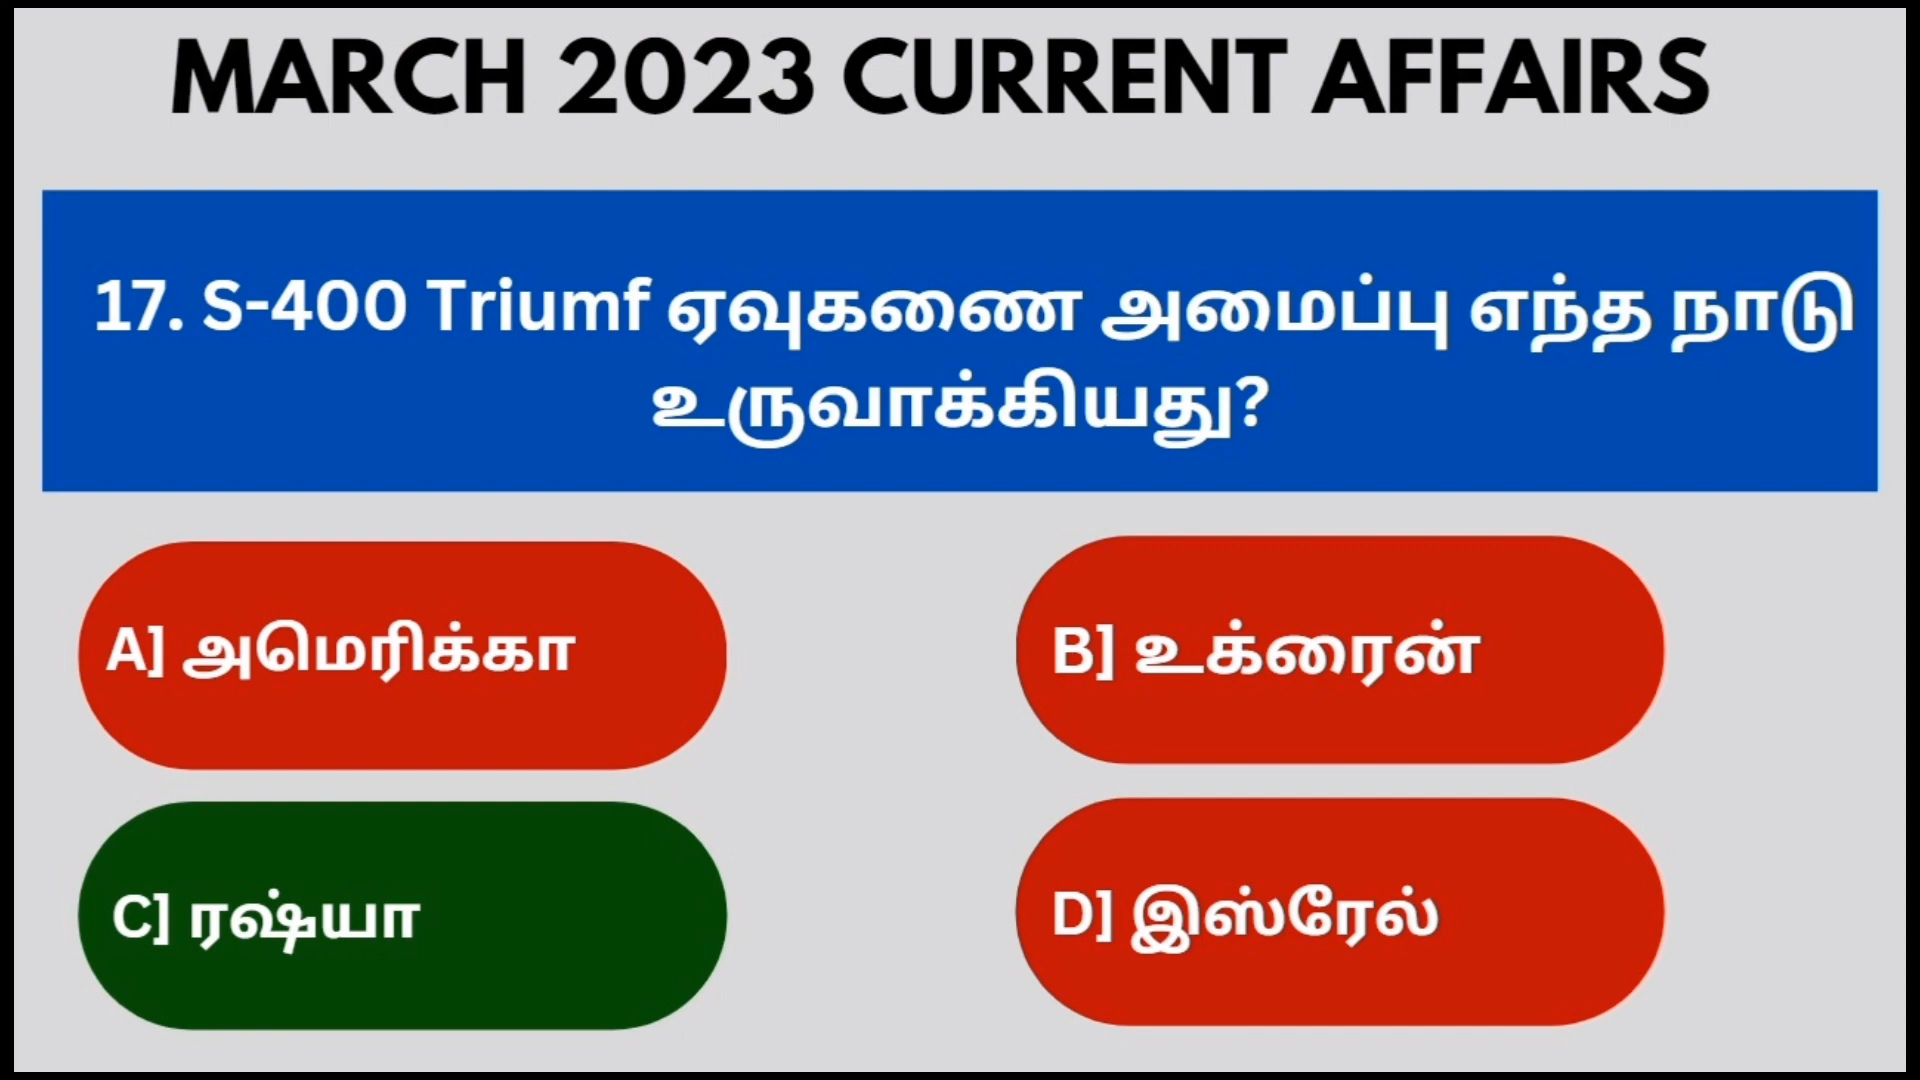 MARCH 2023 CURRENT AFFAIRS
17. S-400 Triumf ஏவுகணை அமைப்பு எந்த நாடு
உருவாக்கியது?
A] அமெரிக்கா
B] உக்ரைன்
C] ரஷ்யா
D] இஸ்ரேல்